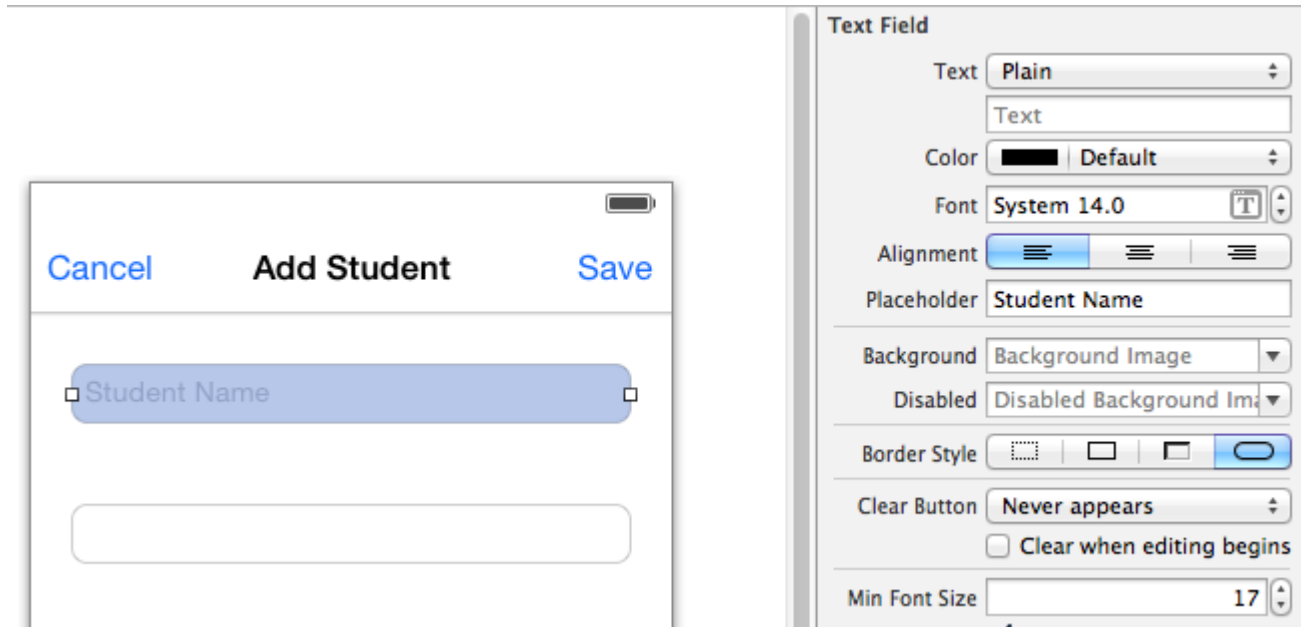 Text Field
Text Plain
Text
Color Default
Font System 14.0 T
Alignment
Placeholder Student Name
Background Background Image
Disabled Disabled Background Ima
Border Style
Clear Button Never appears
Clear when editing begins
Min Font Size 17
Cancel Add Student Save
Student Name